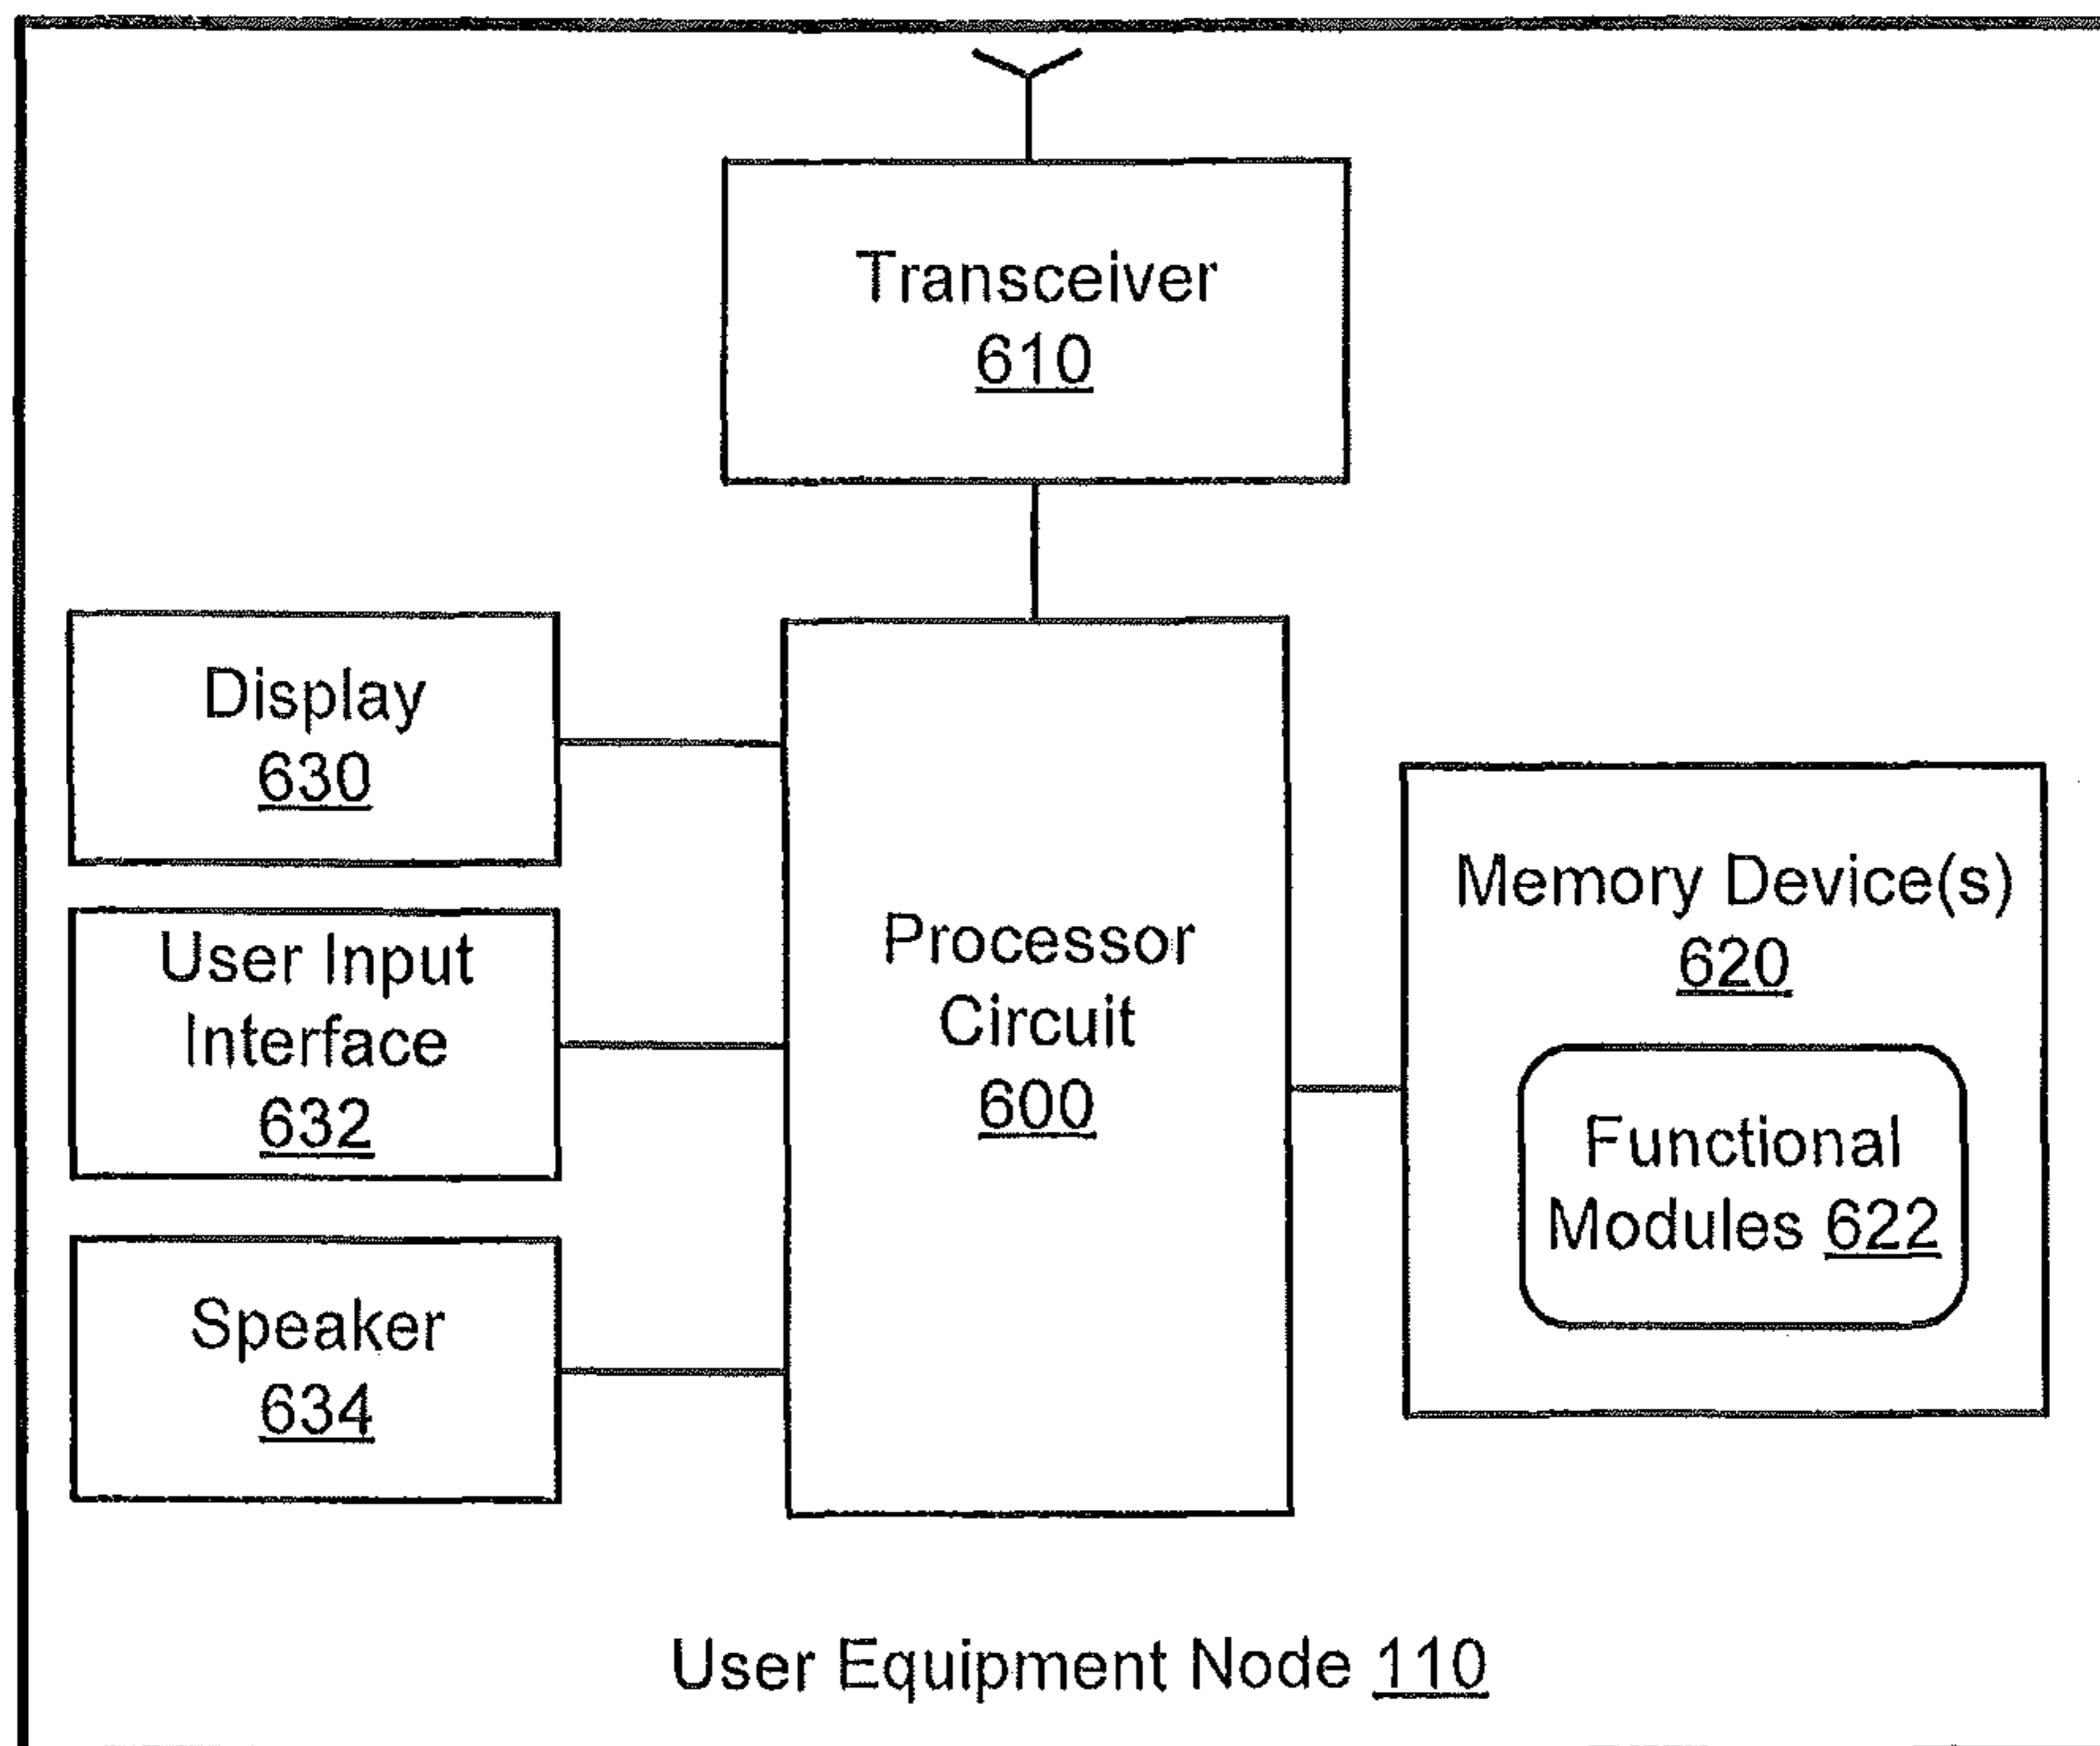 Transceiver
610
Display
630
User Input
Interface
632
Speaker
634
Processor
Circuit
600
Memory Device(s)
620
Functional
Modules 622
User Equipment Node 110